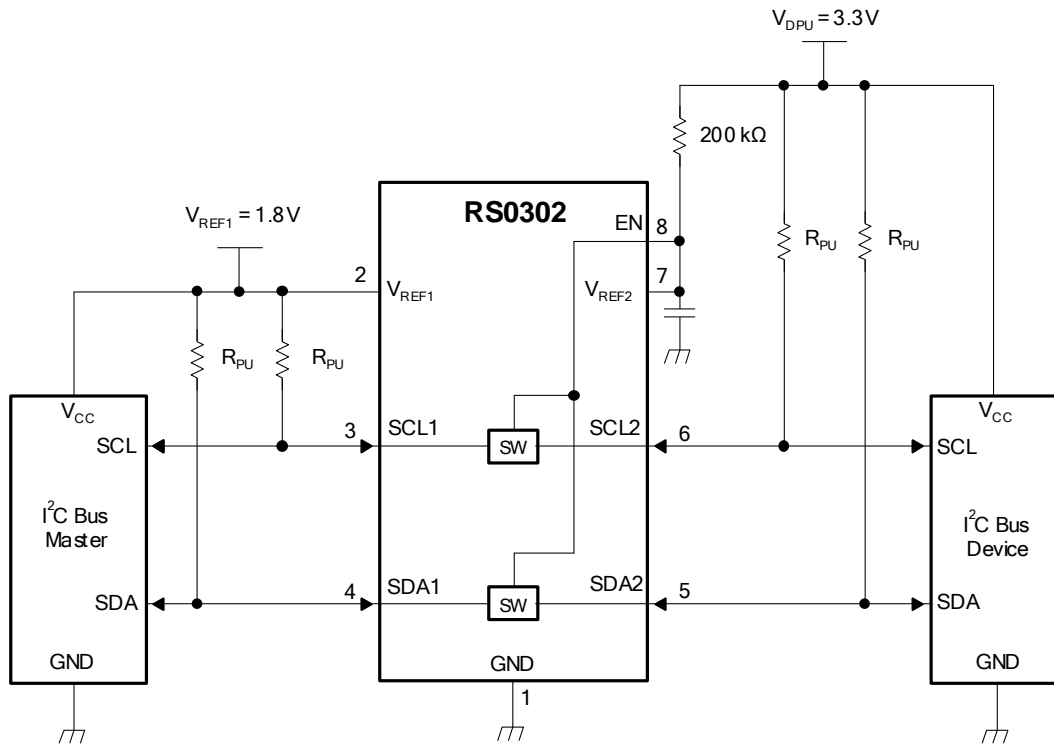 V_DPU = 3.3V
200 kΩ
RS0302
V_REF1 = 1.8V
EN 8
R_PU R_PU
2 V_REF1
V_REF2 7
R_PU R_PU
V_CC
V_CC
SCL 3 SCL1 SW SCL2 6 SCL
I²C Bus
Master
I²C Bus
Device
SDA 4 SDA1 SW SDA2 5 SDA
GND GND GND
1